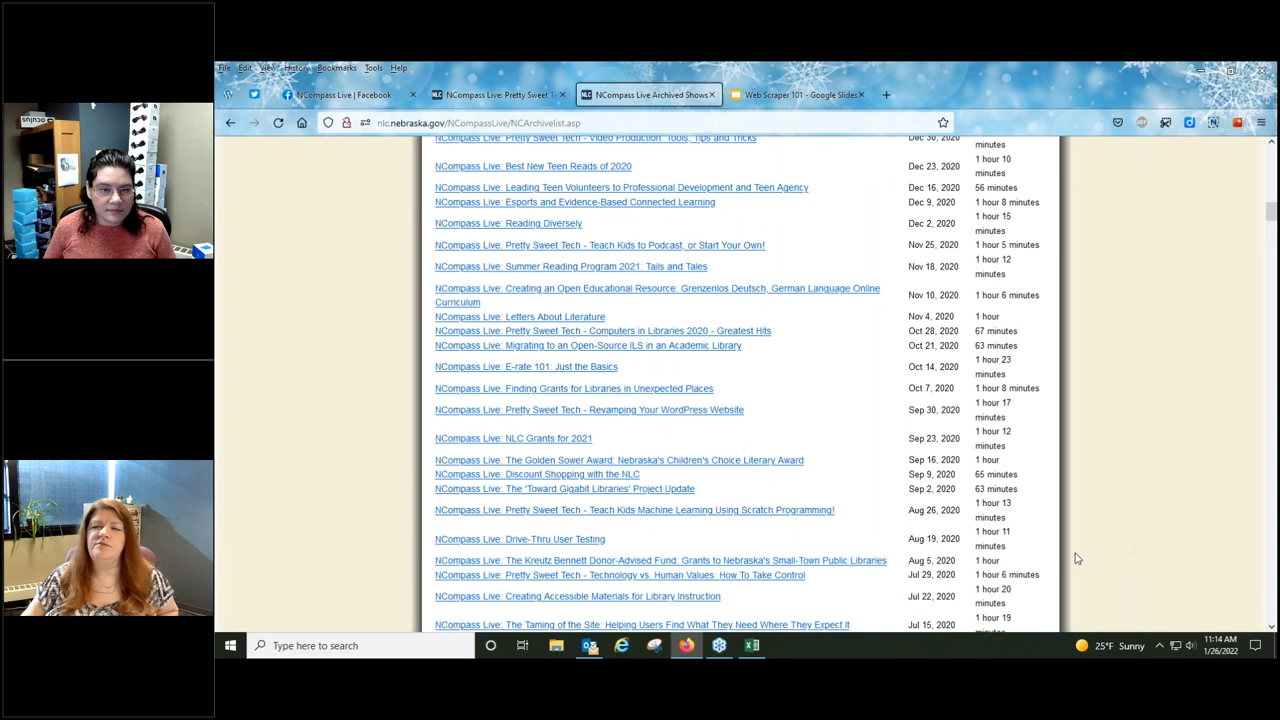 File Edit View History Bookmarks Tools Help
NCompass Live | Facebook
NLC NCompass Live: Pretty Sweet T
NLC NCompass Live Archived Shows
Web Scraper 101 - Google Slides
nlc.nebraska.gov/NCompassLive/NCArchivelist.asp
NCompass Live: Pretty Sweet Tech - Video Production: Tools, Tips and Tricks Dec 30, 2020
minutes
NCompass Live: Best New Teen Reads of 2020 Dec 23, 2020 1 hour 10
minutes
NCompass Live: Leading Teen Volunteers to Professional Development and Teen Agency Dec 16, 2020 56 minutes
NCompass Live: Esports and Evidence-Based Connected Learning Dec 9, 2020 1 hour 8 minutes
NCompass Live: Reading Diversely Dec 2, 2020 1 hour 15
minutes
NCompass Live: Pretty Sweet Tech - Teach Kids to Podcast, or Start Your Own! Nov 25, 2020 1 hour 5 minutes
NCompass Live: Summer Reading Program 2021: Tails and Tales Nov 18, 2020 1 hour 12
minutes
NCompass Live: Creating an Open Educational Resource: Grenzenlos Deutsch, German Language Online
Curriculum Nov 10, 2020 1 hour 6 minutes
NCompass Live: Letters About Literature Nov 4, 2020 1 hour
NCompass Live: Pretty Sweet Tech - Computers in Libraries 2020 - Greatest Hits Oct 28, 2020 67 minutes
NCompass Live: Migrating to an Open-Source ILS in an Academic Library Oct 21, 2020 63 minutes
NCompass Live: E-rate 101: Just the Basics Oct 14, 2020 1 hour 23
minutes
NCompass Live: Finding Grants for Libraries in Unexpected Places Oct 7, 2020 1 hour 8 minutes
NCompass Live: Pretty Sweet Tech - Revamping Your WordPress Website Sep 30, 2020 1 hour 17
minutes
NCompass Live: NLC Grants for 2021 Sep 23, 2020 1 hour 12
minutes
NCompass Live: The Golden Sower Award: Nebraska's Children's Choice Literary Award Sep 16, 2020 1 hour
NCompass Live: Discount Shopping with the NLC Sep 9, 2020 65 minutes
NCompass Live: The 'Toward Gigabit Libraries' Project Update Sep 2, 2020 63 minutes
NCompass Live: Pretty Sweet Tech - Teach Kids Machine Learning Using Scratch Programming! Aug 26, 2020 1 hour 13
minutes
NCompass Live: Drive-Thru User Testing Aug 19, 2020 1 hour 11
minutes
NCompass Live: The Kreutz Bennett Donor-Advised Fund: Grants to Nebraska's Small-Town Public Libraries Aug 5, 2020 1 hour
NCompass Live: Pretty Sweet Tech - Technology vs. Human Values: How To Take Control Jul 29, 2020 1 hour 6 minutes
NCompass Live: Creating Accessible Materials for Library Instruction Jul 22, 2020 1 hour 20
minutes
NCompass Live: The Taming of the Site: Helping Users Find What They Need Where They Expect It Jul 15, 2020 1 hour 19
minutes
Type here to search
25°F Sunny
11:14 AM
1/26/2022